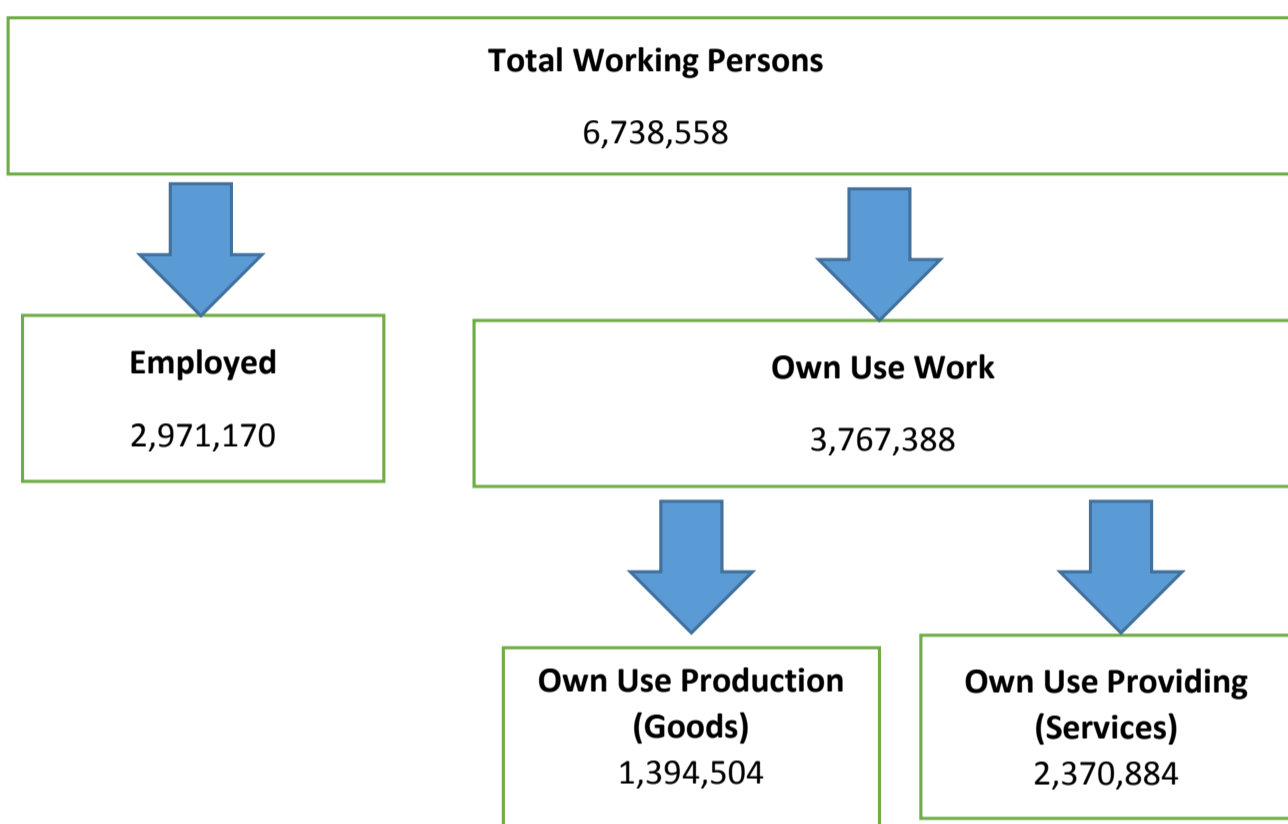 Total Working Persons
6,738,558
Employed
2,971,170
Own Use Work
3,767,388
Own Use Production
(Goods)
1,394,504
Own Use Providing
(Services)
2,370,884